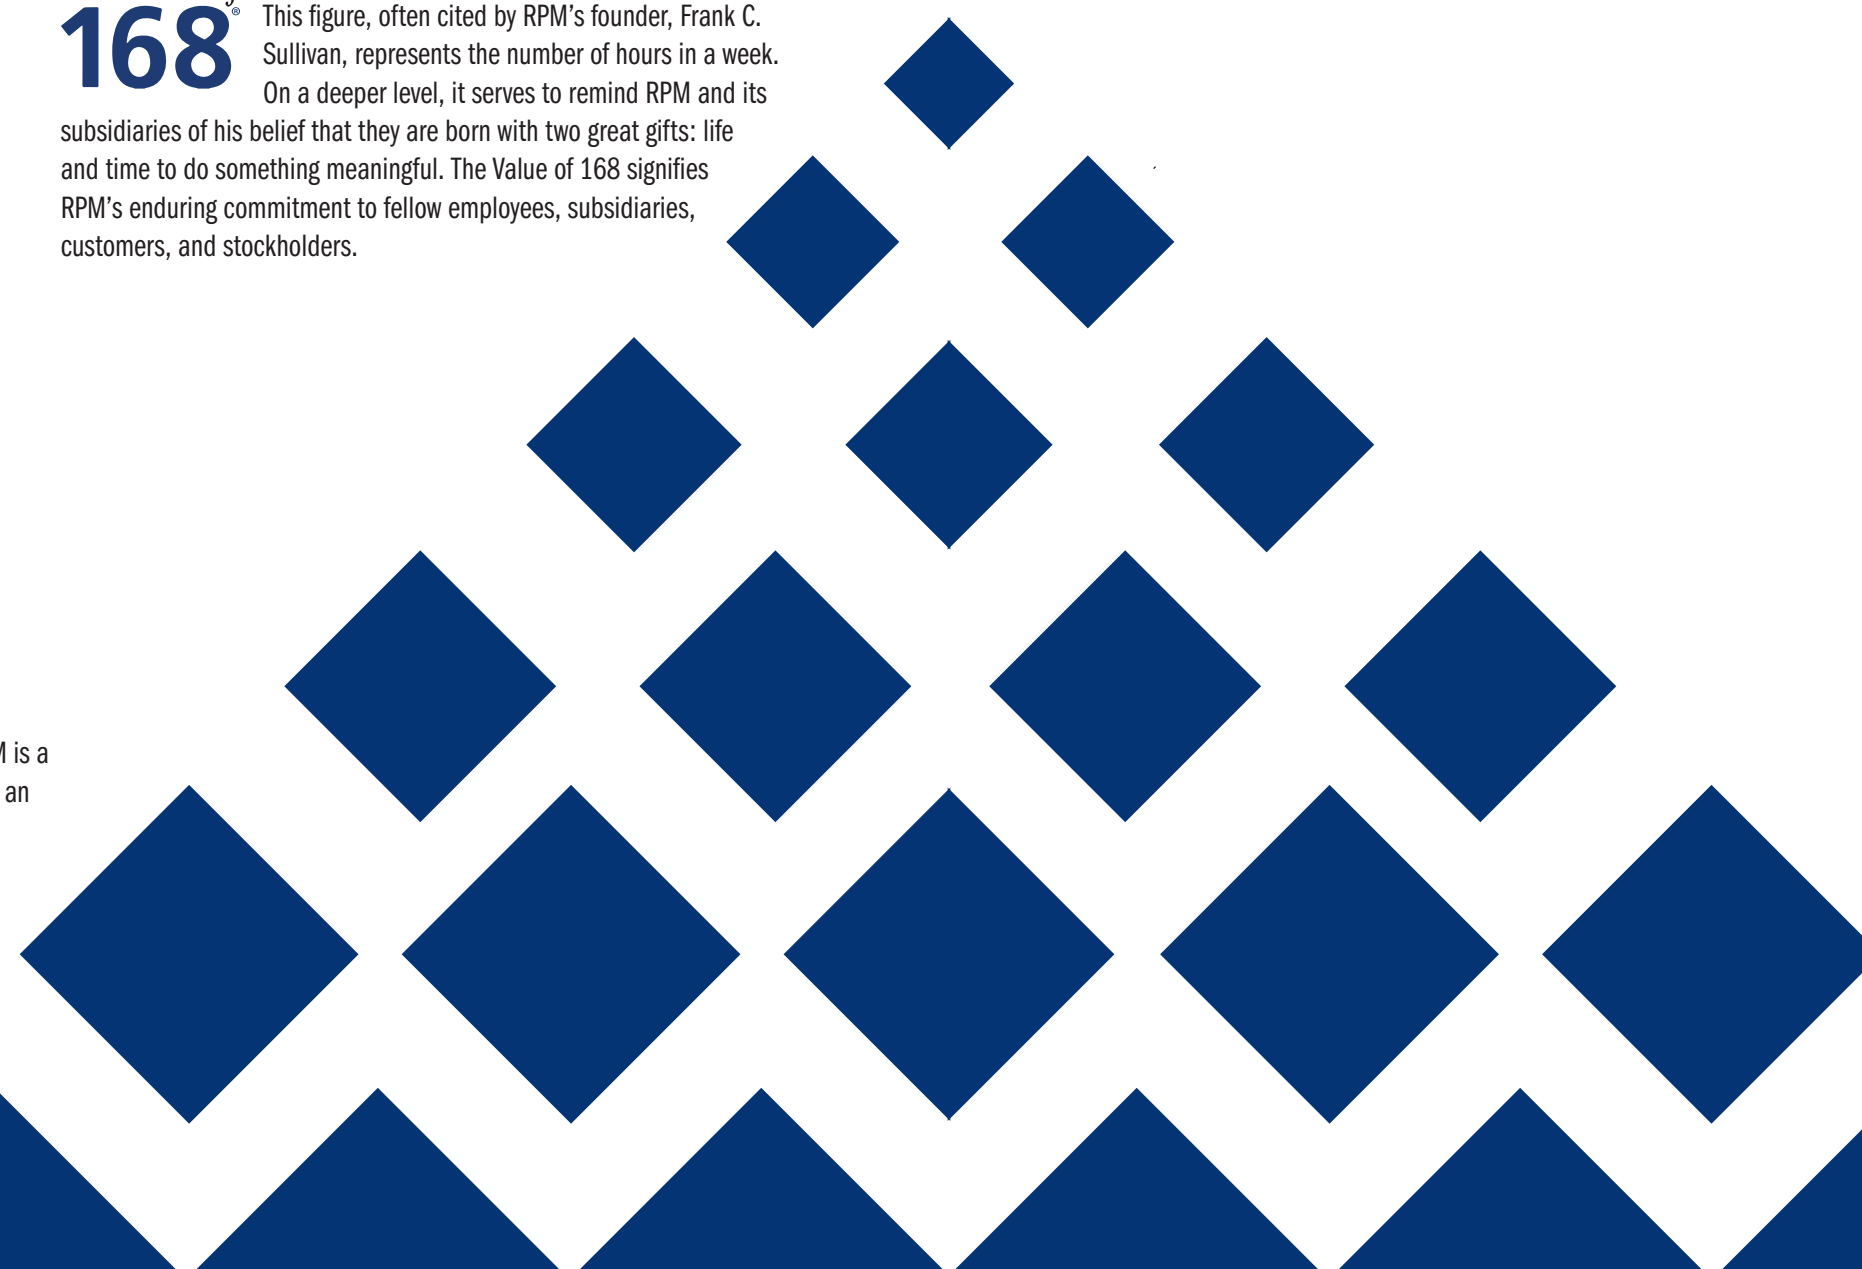 168®
This figure, often cited by RPM’s founder, Frank C.
Sullivan, represents the number of hours in a week.
On a deeper level, it serves to remind RPM and its
subsidiaries of his belief that they are born with two great gifts: life
and time to do something meaningful. The Value of 168 signifies
RPM’s enduring commitment to fellow employees, subsidiaries,
customers, and stockholders.
is a
an